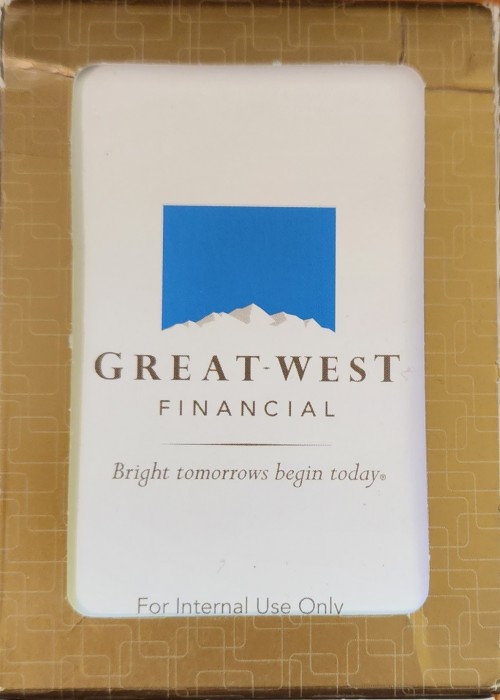 GREAT-WEST
FINANCIAL
Bright tomorrows begin today®
For Internal Use Only